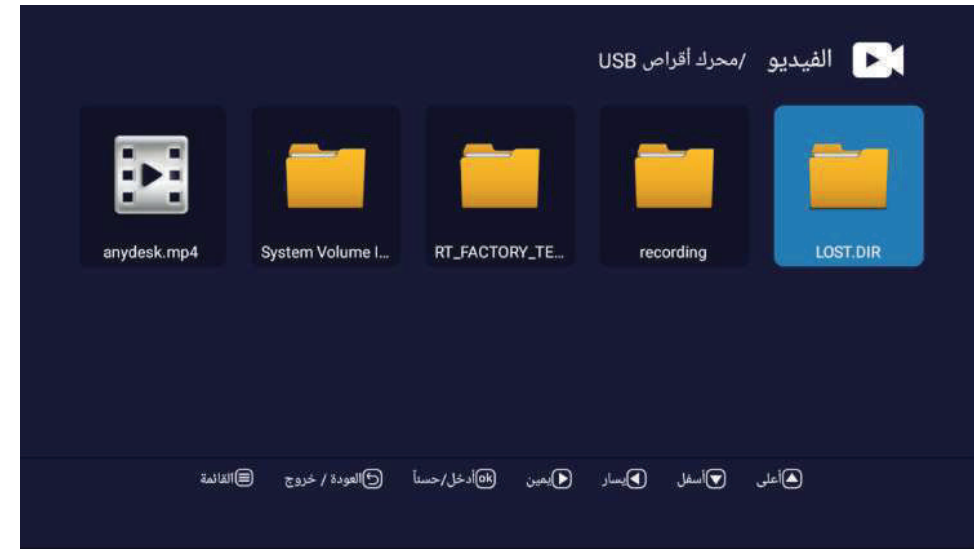 الفيديو /محرك أقراص USB
LOST.DIR
recording
RT_FACTORY_TE...
System Volume I...
anydesk.mp4
أعلى أسفل يسار يمين ok أدخل/حسناً العودة / خروج القائمة